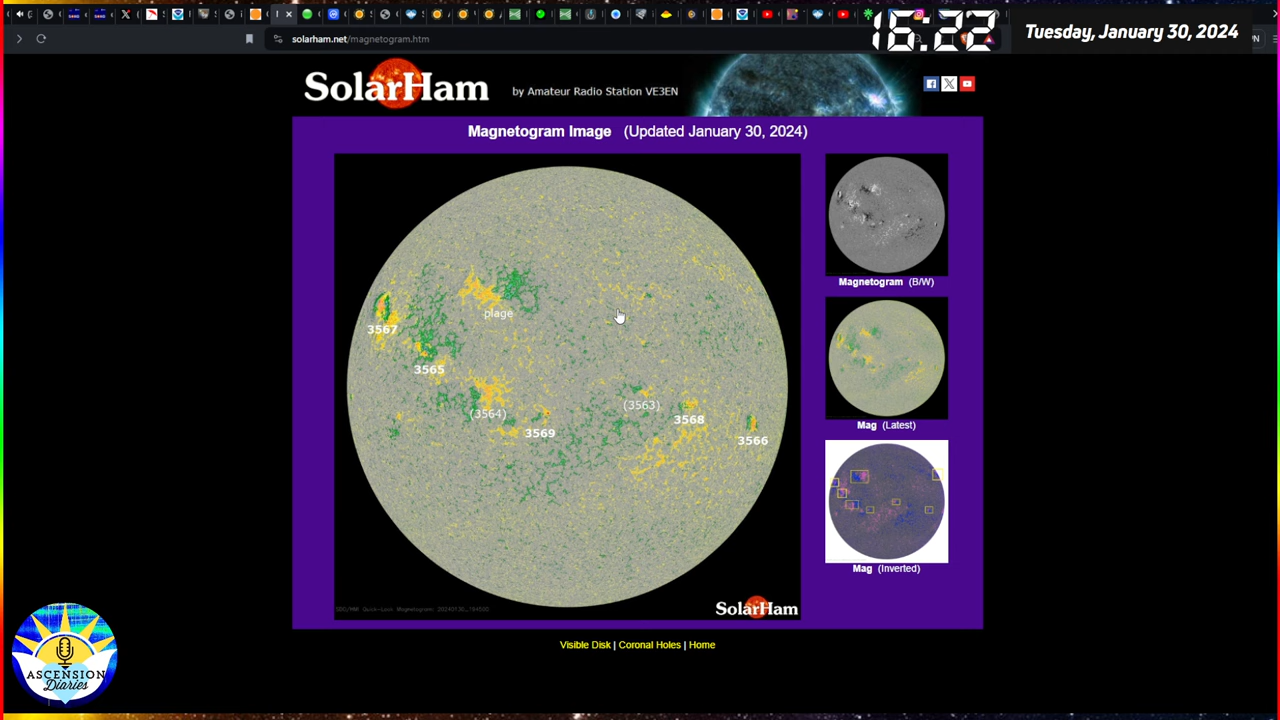 16:22
Tuesday, January 30, 2024
solarham.net/magnetogram.htm
SolarHam
by Amateur Radio Station VE3EN
Magnetogram Image (Updated January 30, 2024)
plage
3567
3565
(3564)
3569
(3563)
3568
3566
SolarHam
Magnetogram (B/W)
Mag (Latest)
Mag (Inverted)
Visible Disk | Coronal Holes | Home
ASCENSION
Diaries